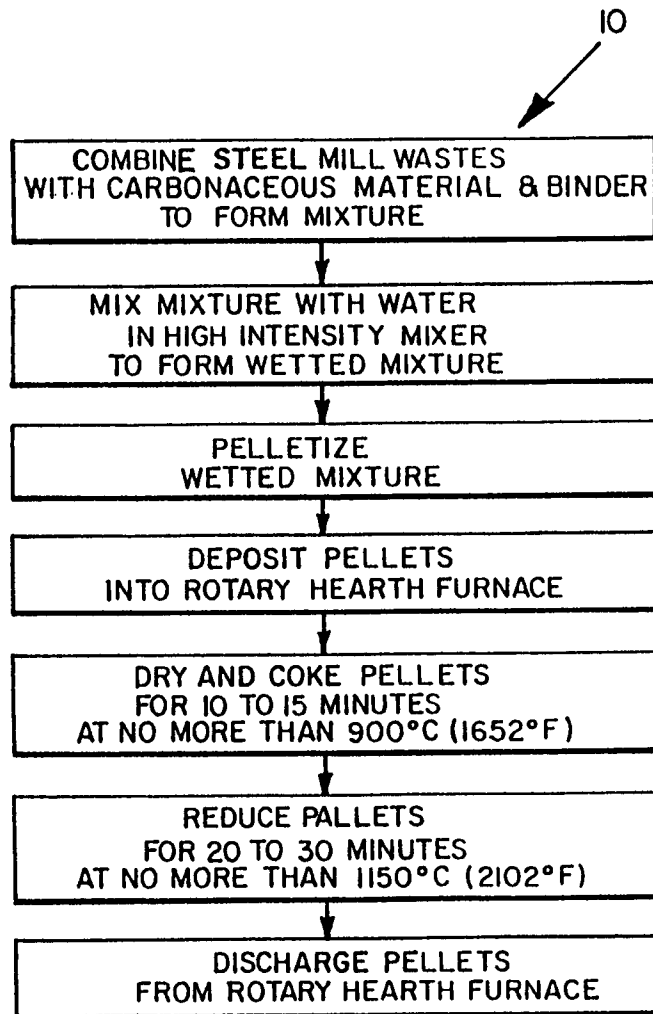 10
COMBINE STEEL MILL WASTES
WITH CARBONACEOUS MATERIAL & BINDER
TO FORM MIXTURE
MIX MIXTURE WITH WATER
IN HIGH INTENSITY MIXER
TO FORM WETTED MIXTURE
PELLETIZE
WETTED MIXTURE
DEPOSIT PELLETS
INTO ROTARY HEARTH FURNACE
DRY AND COKE PELLETS
FOR 10 TO 15 MINUTES
AT NO MORE THAN 900°C (1652°F)
REDUCE PALLETS
FOR 20 TO 30 MINUTES
AT NO MORE THAN 1150°C (2102°F)
DISCHARGE PELLETS
FROM ROTARY HEARTH FURNACE